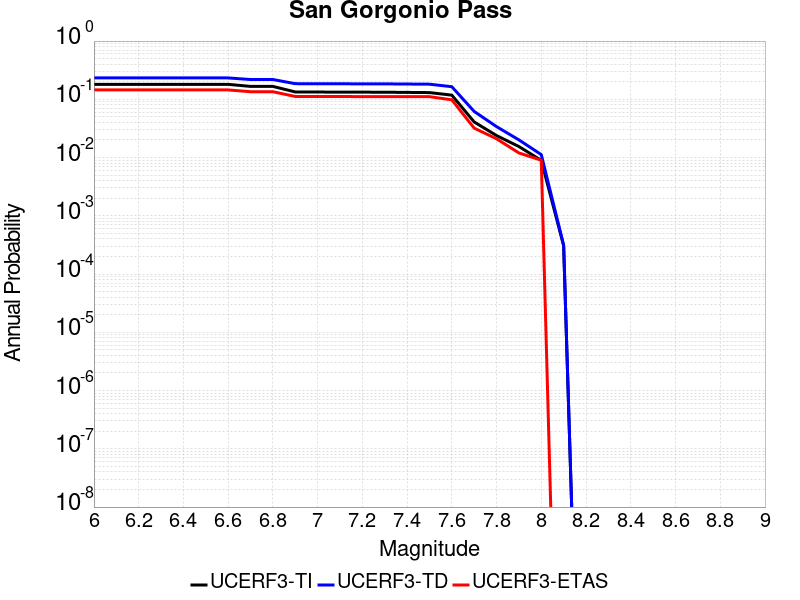 San Gorgonio Pass
10^0
10^-1
10^-2
10^-3
10^-4
10^-5
10^-6
10^-7
10^-8
Annual Probability
6 6.2 6.4 6.6 6.8 7 7.2 7.4 7.6 7.8 8 8.2 8.4 8.6 8.8 9
Magnitude
UCERF3-TI UCERF3-TD UCERF3-ETAS